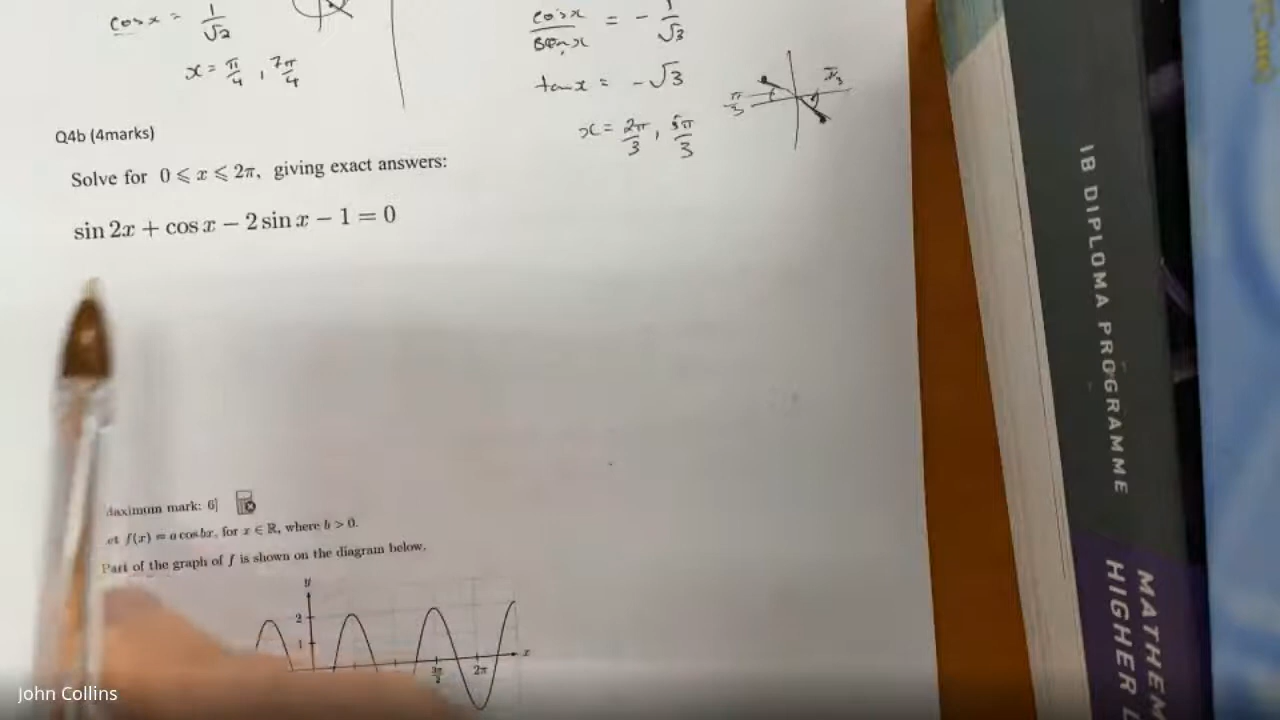 cos x = 1/√2
x = π/4 , 7π/4
cos x / sin x = - 1/√3
tan x = -√3
x = 2π/3 , 5π/3
π/3
π/3
Q4b (4marks)
Solve for 0 ⩽ x ⩽ 2π, giving exact answers:
sin 2x + cos x − 2 sin x − 1 = 0
aximum mark: 6]
et f(x) = a cos bx, for x ∈ ℝ, where b > 0.
Part of the graph of f is shown on the diagram below.
y
2
1
3π/2
2π
x
IB DIPLOMA PROGRAMME
MATHEM
HIGHER L
John Collins